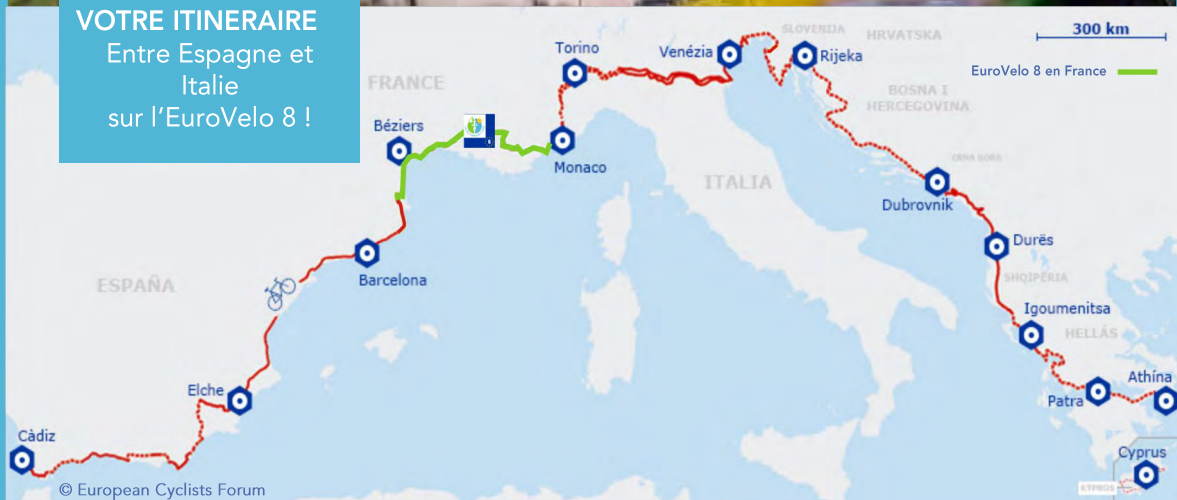 VOTRE ITINERAIRE
Entre Espagne et
Italie
sur l'EuroVelo 8 !
300 km
EuroVelo 8 en France
SLOVENIJA
HRVATSKA
Torino
Venézia
Rijeka
FRANCE
BOSNA I
HERCEGOVINA
Béziers
Monaco
CRNA GORA
ITALIA
Dubrovnik
Durës
Barcelona
ESPAÑA
SHQIPËRIA
Igoumenitsa
HELLÁS
Elche
Athína
Patra
Càdiz
Cyprus
KYPROS
© European Cyclists Forum